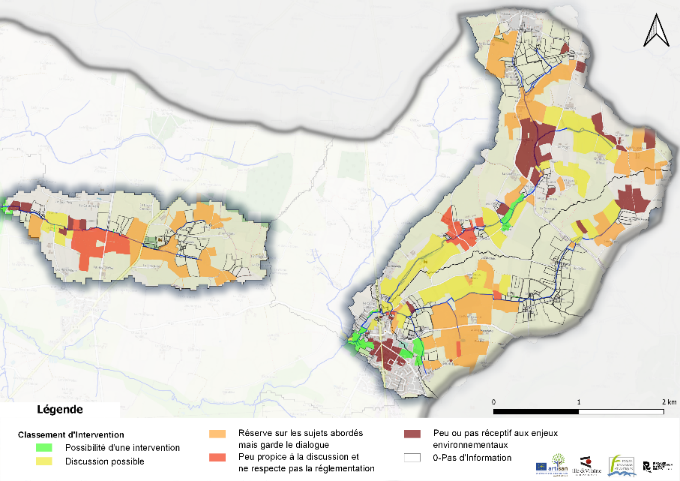 0 1 2 km
Légende
Classement d'Intervention
Possibilité d'une intervention
Discussion possible
Réserve sur les sujets abordés
mais garde le dialogue
Peu propice à la discussion et
ne respecte pas la réglementation
Peu ou pas réceptif aux enjeux
environnementaux
0-Pas d'Information
artisan